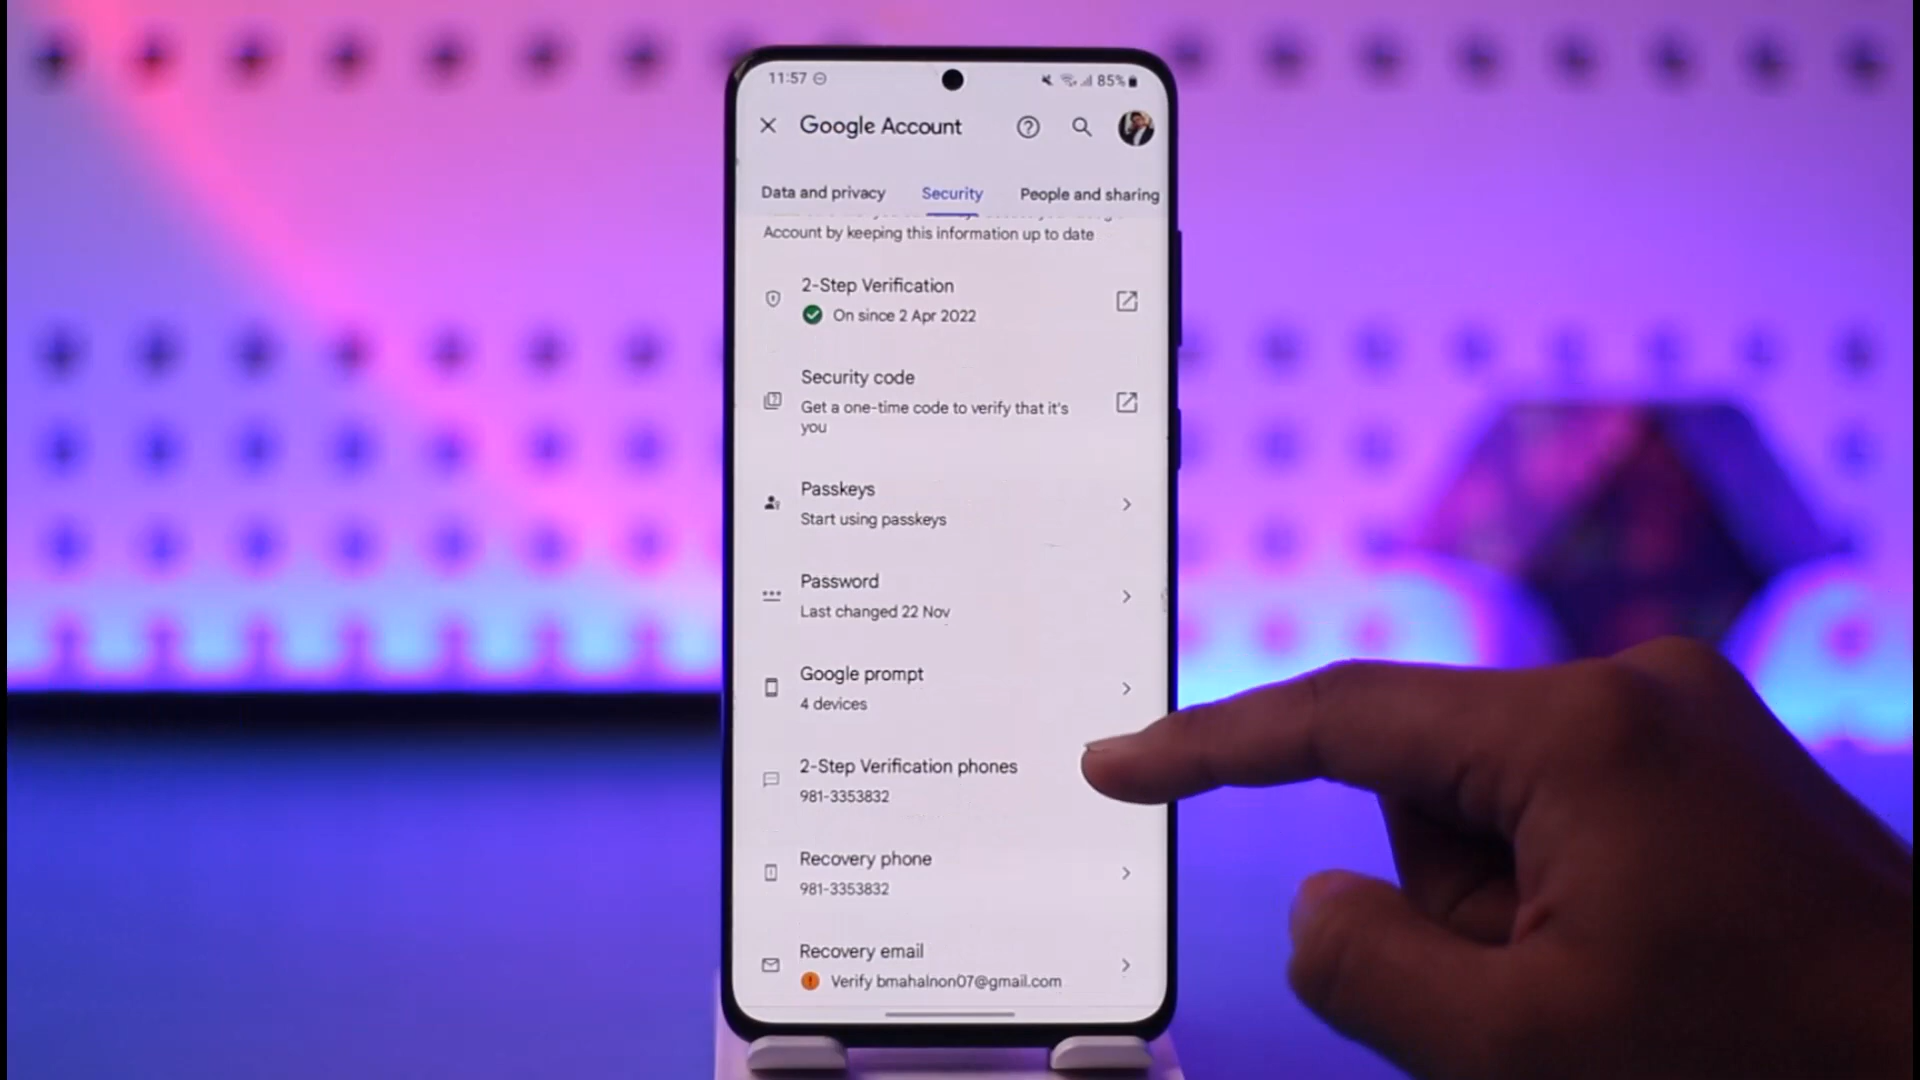 11:57
85%
Google Account
Data and privacy
Security
People and sharing
Account by keeping this information up to date
2-Step Verification
On since 2 Apr 2022
Security code
Get a one-time code to verify that it's
you
Passkeys
Start using passkeys
Password
Last changed 22 Nov
Google prompt
4 devices
2-Step Verification phones
981-3353832
Recovery phone
981-3353832
Recovery email
Verify bmahalnon07@gmail.com